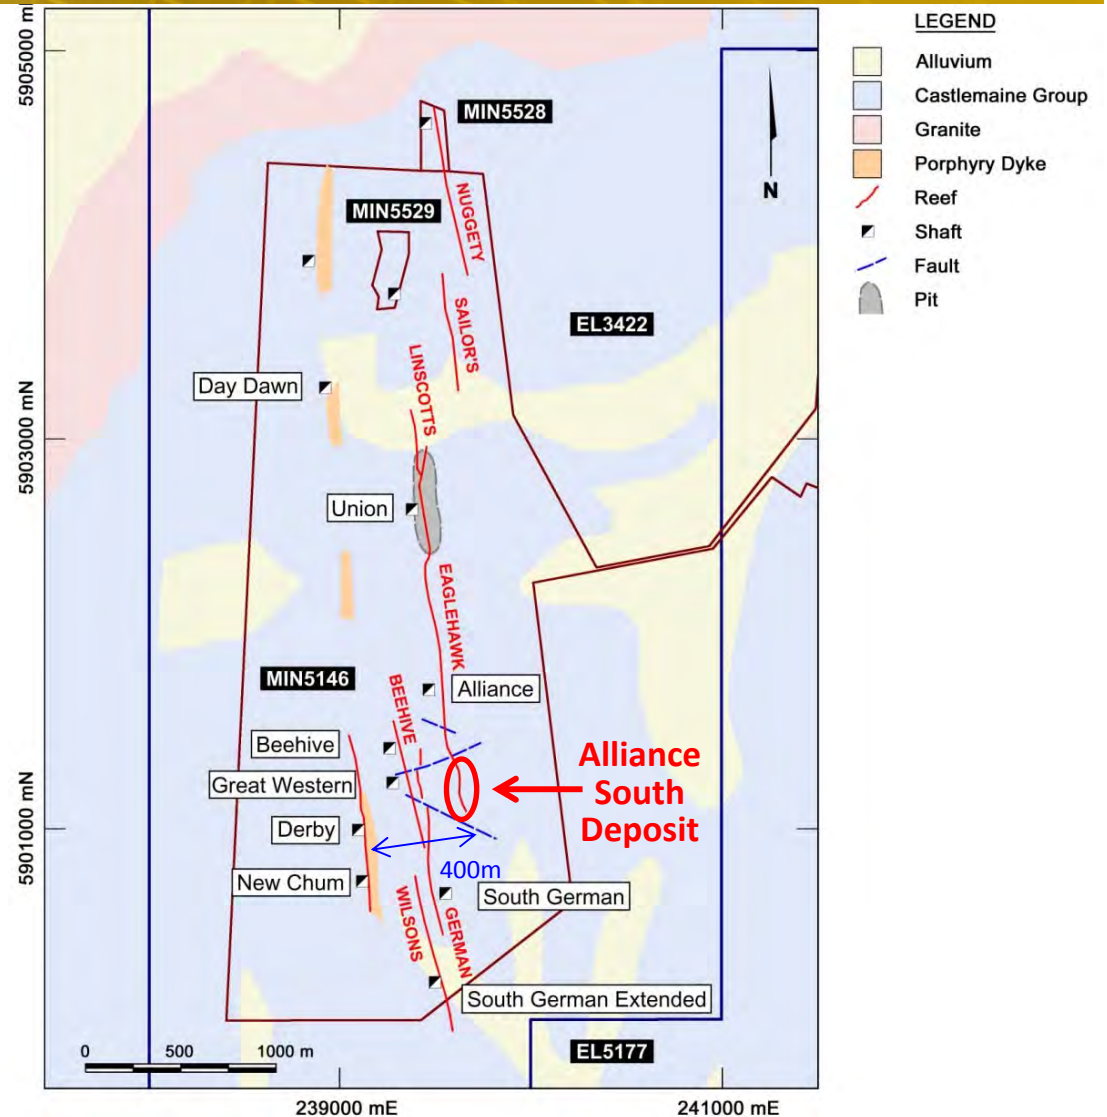 LEGEND
Alluvium
Castlemaine Group
Granite
Porphyry Dyke
Reef
Shaft
Fault
Pit
5905000 mN
5903000 mN
5901000 mN
N
MIN5528
NUGGETY
MIN5529
SAILOR'S
EL3422
LINSCOTTS
Day Dawn
Union
EAGLEHAWK
MIN5146
BEEHIVE
Alliance
Beehive
Great Western
Alliance
South
Deposit
Derby
400m
New Chum
South German
WILSONS
GERMAN
South German Extended
EL5177
0 500 1000 m
239000 mE
241000 mE